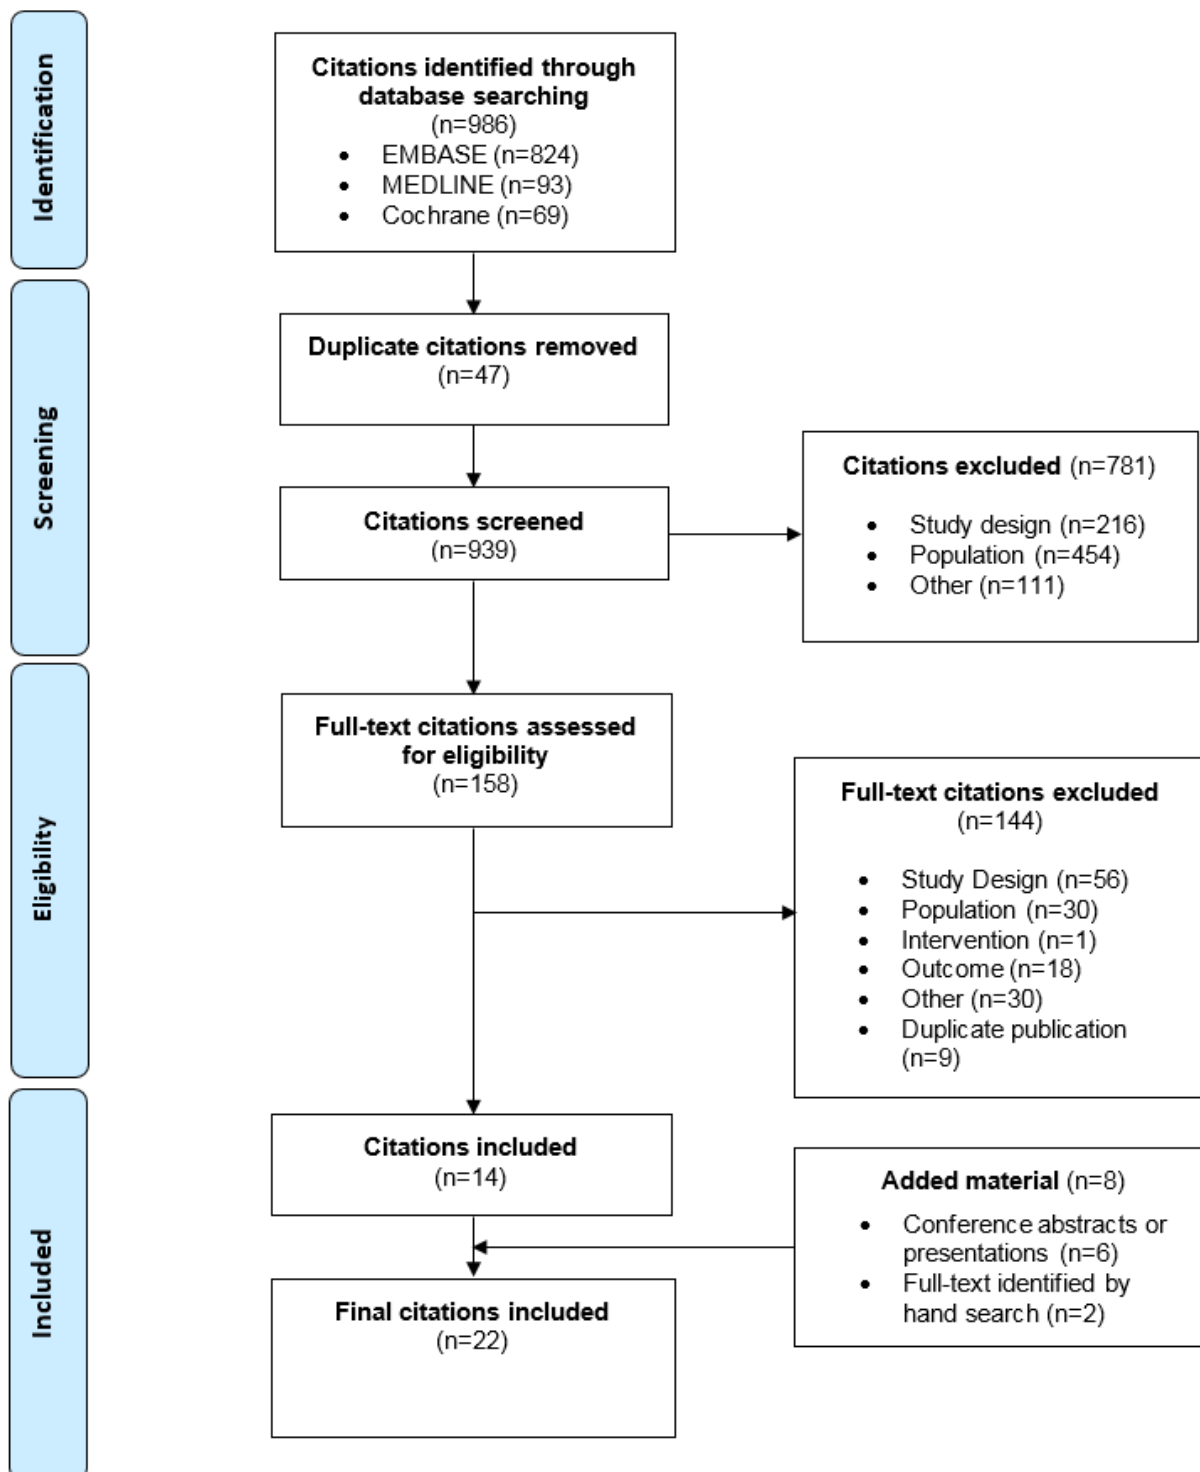 Identification
Citations identified through
database searching
(n=986)
• EMBASE (n=824)
• MEDLINE (n=93)
• Cochrane (n=69)
Screening
Duplicate citations removed
(n=47)
Citations screened
(n=939)
Citations excluded (n=781)
• Study design (n=216)
• Population (n=454)
• Other (n=111)
Eligibility
Full-text citations assessed
for eligibility
(n=158)
Full-text citations excluded
(n=144)
• Study Design (n=56)
• Population (n=30)
• Intervention (n=1)
• Outcome (n=18)
• Other (n=30)
• Duplicate publication
(n=9)
Included
Citations included
(n=14)
Added material (n=8)
• Conference abstracts or
presentations (n=6)
• Full-text identified by
hand search (n=2)
Final citations included
(n=22)